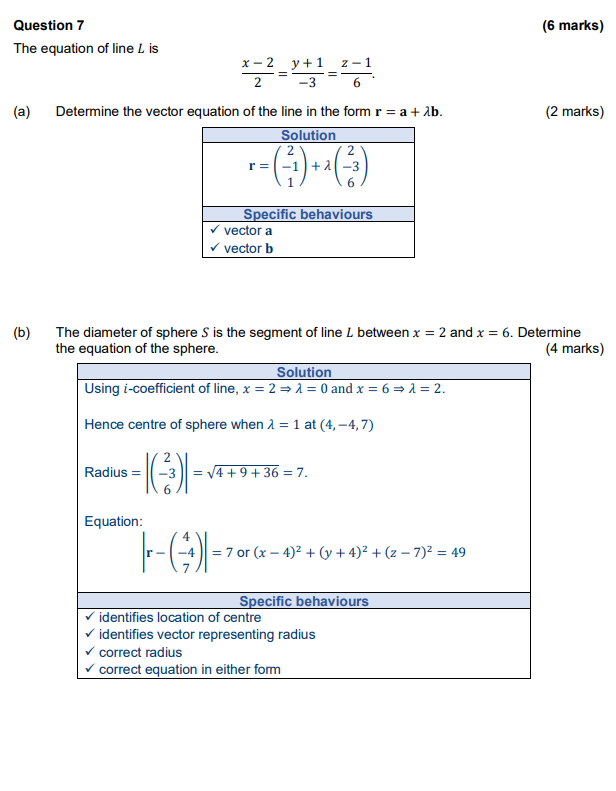 Question 7 (6 marks)
The equation of line L is
(x − 2)/2 = (y + 1)/−3 = (z − 1)/6.
(a) Determine the vector equation of the line in the form r = a + λb. (2 marks)
Solution
r = (2, −1, 1) + λ(2, −3, 6)
Specific behaviours
✓ vector a
✓ vector b
(b) The diameter of sphere S is the segment of line L between x = 2 and x = 6. Determine
the equation of the sphere. (4 marks)
Solution
Using i-coefficient of line, x = 2 ⇒ λ = 0 and x = 6 ⇒ λ = 2.
Hence centre of sphere when λ = 1 at (4, −4, 7)
Radius = |(2, −3, 6)| = √(4 + 9 + 36) = 7.
Equation:
|r − (4, −4, 7)| = 7 or (x − 4)² + (y + 4)² + (z − 7)² = 49
Specific behaviours
✓ identifies location of centre
✓ identifies vector representing radius
✓ correct radius
✓ correct equation in either form